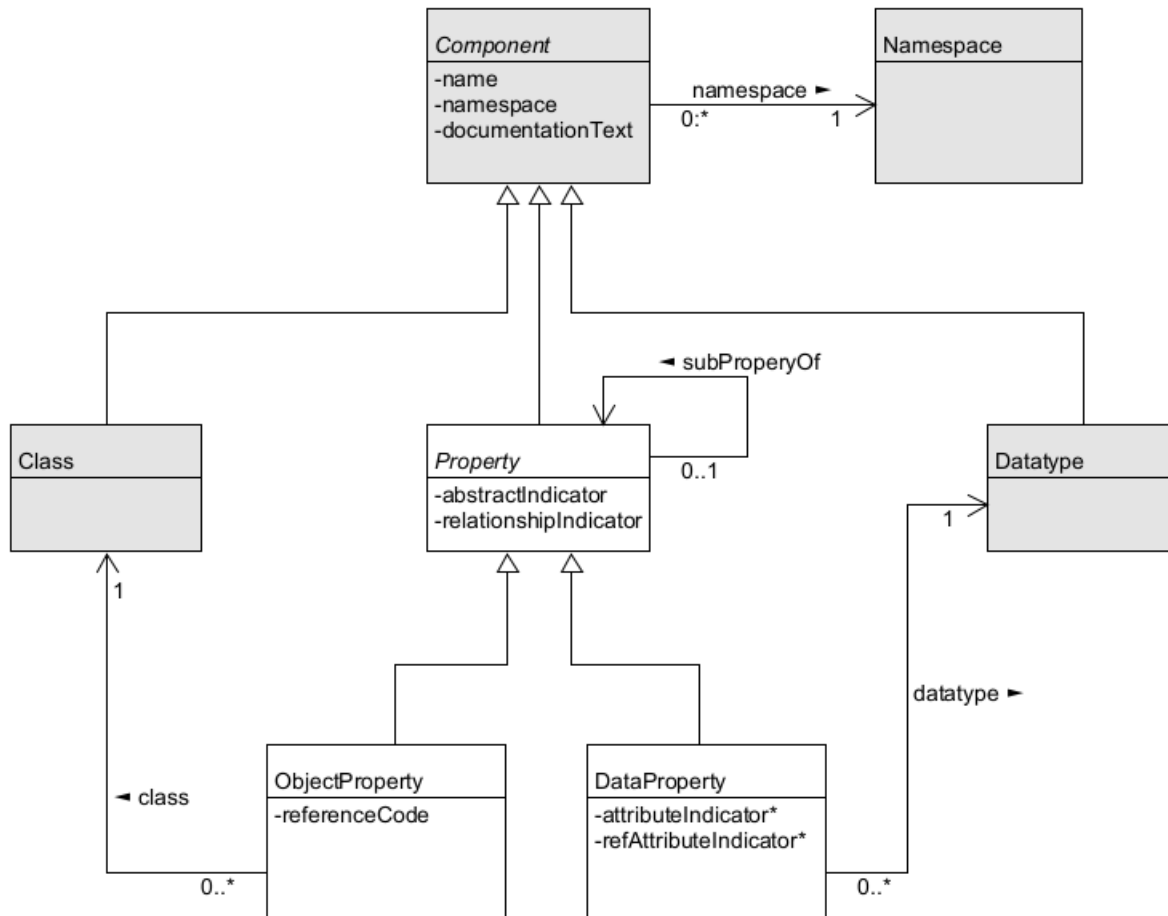 Component
-name
-namespace
-documentationText
namespace ►
0:*
1
Namespace
◄ subProperyOf
Class
Property
-abstractIndicator
-relationshipIndicator
0..1
Datatype
1
1
datatype ►
◄ class
ObjectProperty
-referenceCode
DataProperty
-attributeIndicator*
-refAttributeIndicator*
0..*
0..*